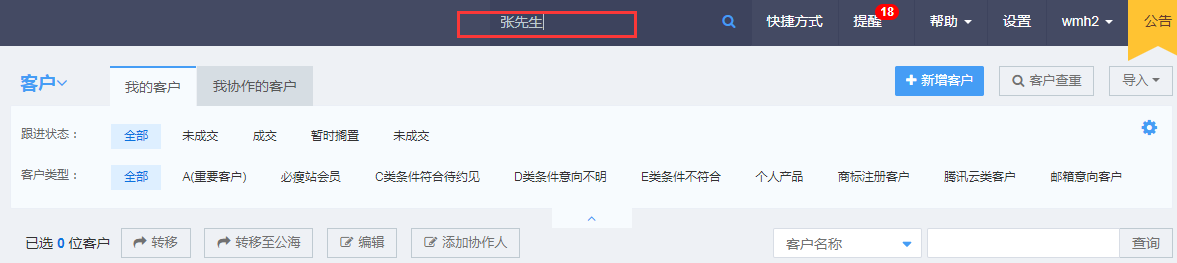 张先生 快捷方式 提醒 18 帮助 设置 wmh2 公告
客户 我的客户 我协作的客户 新增客户 客户查重 导入
跟进状态： 全部 未成交 成交 暂时搁置 未成交
客户类型： 全部 A(重要客户) 必瘦站会员 C类条件符合待约见 D类条件意向不明 E类条件不符合 个人产品 商标注册客户 腾讯云类客户 邮箱意向客户
已选 0 位客户 转移 转移至公海 编辑 添加协作人 客户名称 查询